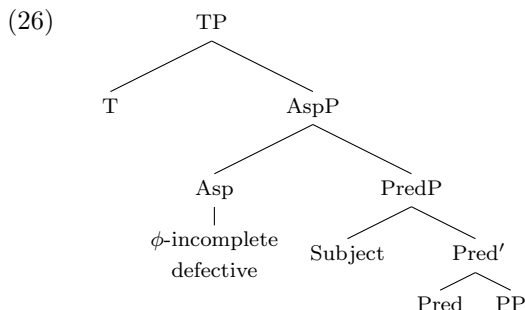 (26) TP
T AspP
Asp PredP
ϕ-incomplete
Subject Pred′
defective
Pred PP